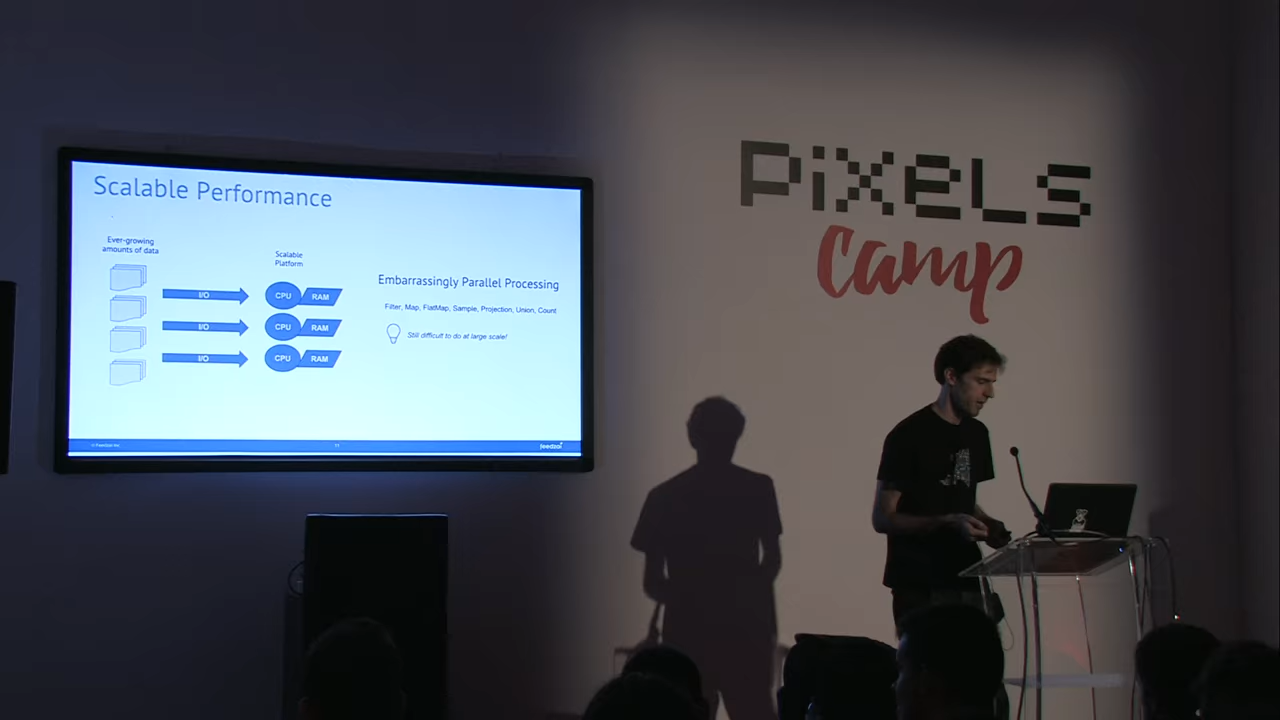 Scalable Performance
Ever-growing
amounts of data
Scalable
Platform
I/O
CPU
RAM
I/O
CPU
RAM
I/O
CPU
RAM
Embarrassingly Parallel Processing
Filter, Map, FlatMap, Sample, Projection, Union, Count
Still difficult to do at large scale!
11
feedzai
pixels
camp